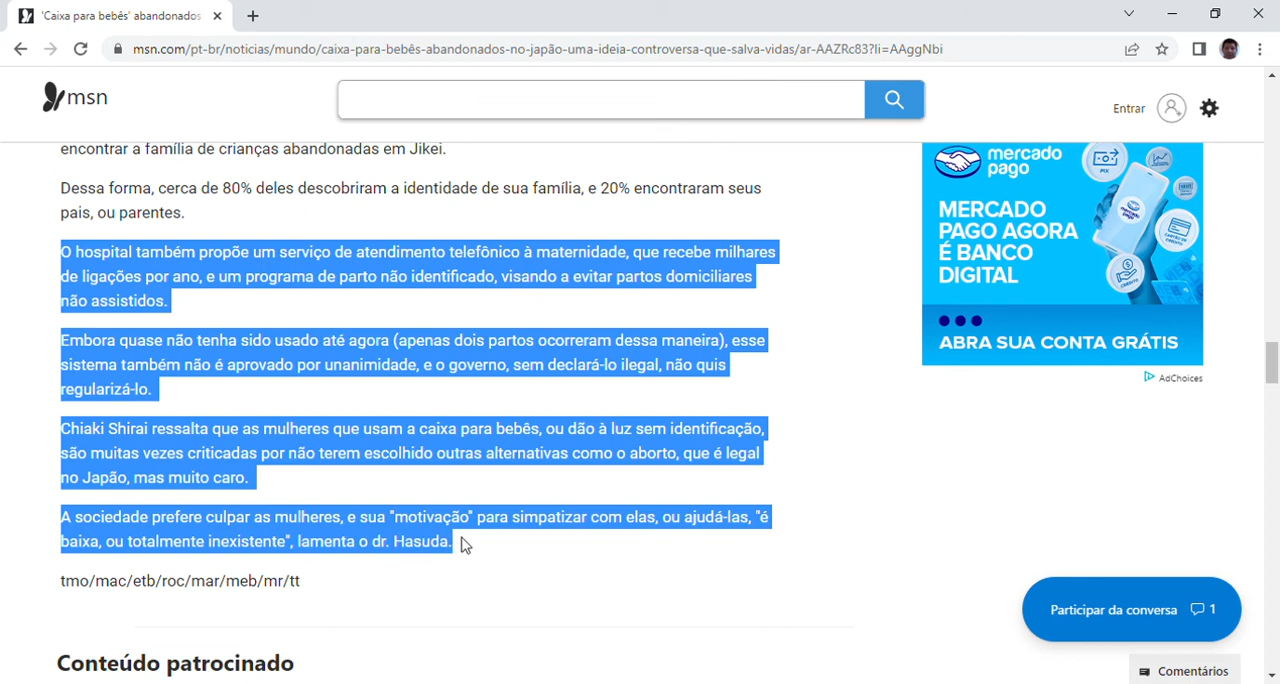 'Caixa para bebês' abandonados
msn.com/pt-br/noticias/mundo/caixa-para-bebês-abandonados-no-japão-uma-ideia-controversa-que-salva-vidas/ar-AAZRc83?li=AAggNbi
msn
Entrar
encontrar a família de crianças abandonadas em Jikei.
Dessa forma, cerca de 80% deles descobriram a identidade de sua família, e 20% encontraram seus
pais, ou parentes.
O hospital também propõe um serviço de atendimento telefônico à maternidade, que recebe milhares
de ligações por ano, e um programa de parto não identificado, visando a evitar partos domiciliares
não assistidos.
Embora quase não tenha sido usado até agora (apenas dois partos ocorreram dessa maneira), esse
sistema também não é aprovado por unanimidade, e o governo, sem declará-lo ilegal, não quis
regularizá-lo.
Chiaki Shirai ressalta que as mulheres que usam a caixa para bebês, ou dão à luz sem identificação,
são muitas vezes criticadas por não terem escolhido outras alternativas como o aborto, que é legal
no Japão, mas muito caro.
A sociedade prefere culpar as mulheres, e sua "motivação" para simpatizar com elas, ou ajudá-las, "é
baixa, ou totalmente inexistente", lamenta o dr. Hasuda.
tmo/mac/etb/roc/mar/meb/mr/tt
Conteúdo patrocinado
mercado
pago
PIX
MERCADO
PAGO AGORA
É BANCO
DIGITAL
ABRA SUA CONTA GRÁTIS
AdChoices
Participar da conversa 1
Comentários